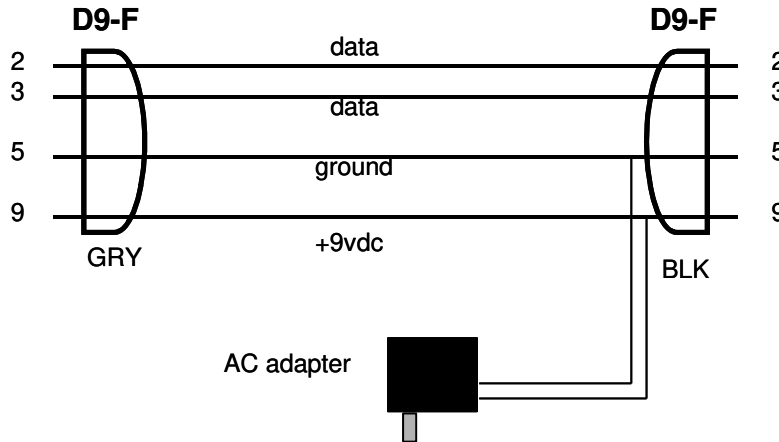 D9-F D9-F
2 data 2
3 3
data
5 5
ground
9 9
+9vdc
GRY BLK
AC adapter